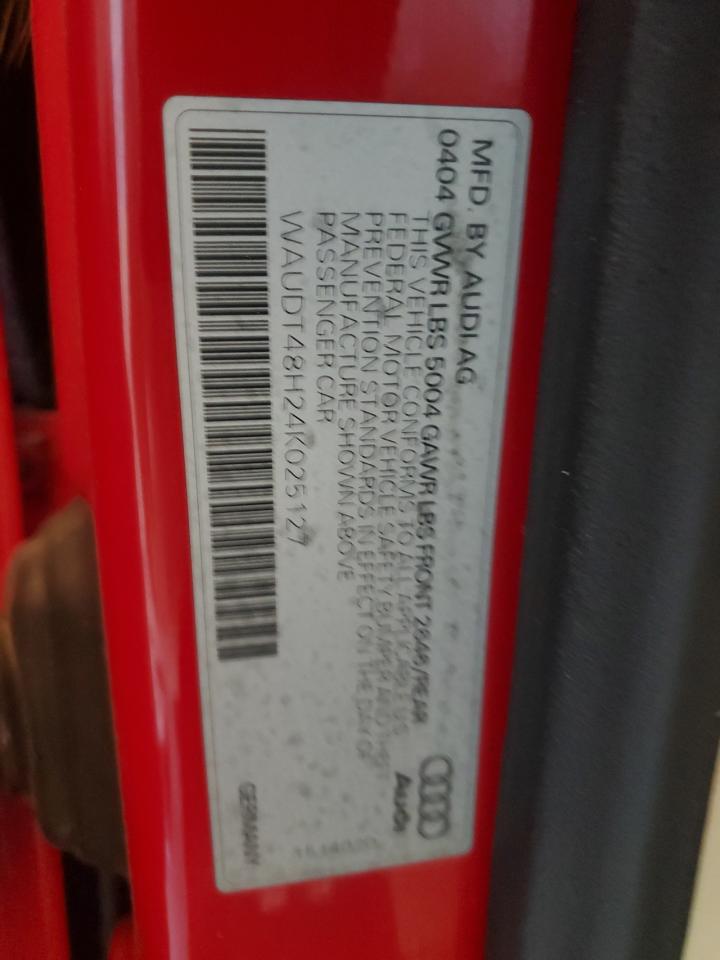 MFD. BY AUDI AG
0404 GVWR LBS 5004 GAWR LBS FRONT 2646/REAR
THIS VEHICLE CONFORMS TO ALL APPLICABLE U.S.
FEDERAL MOTOR VEHICLE SAFETY BUMPER AND THEFT
PREVENTION STANDARDS IN EFFECT ON THE DAY OF
MANUFACTURE SHOWN ABOVE
PASSENGER CAR
WAUDT48H24K025127
Audi
GERMANY